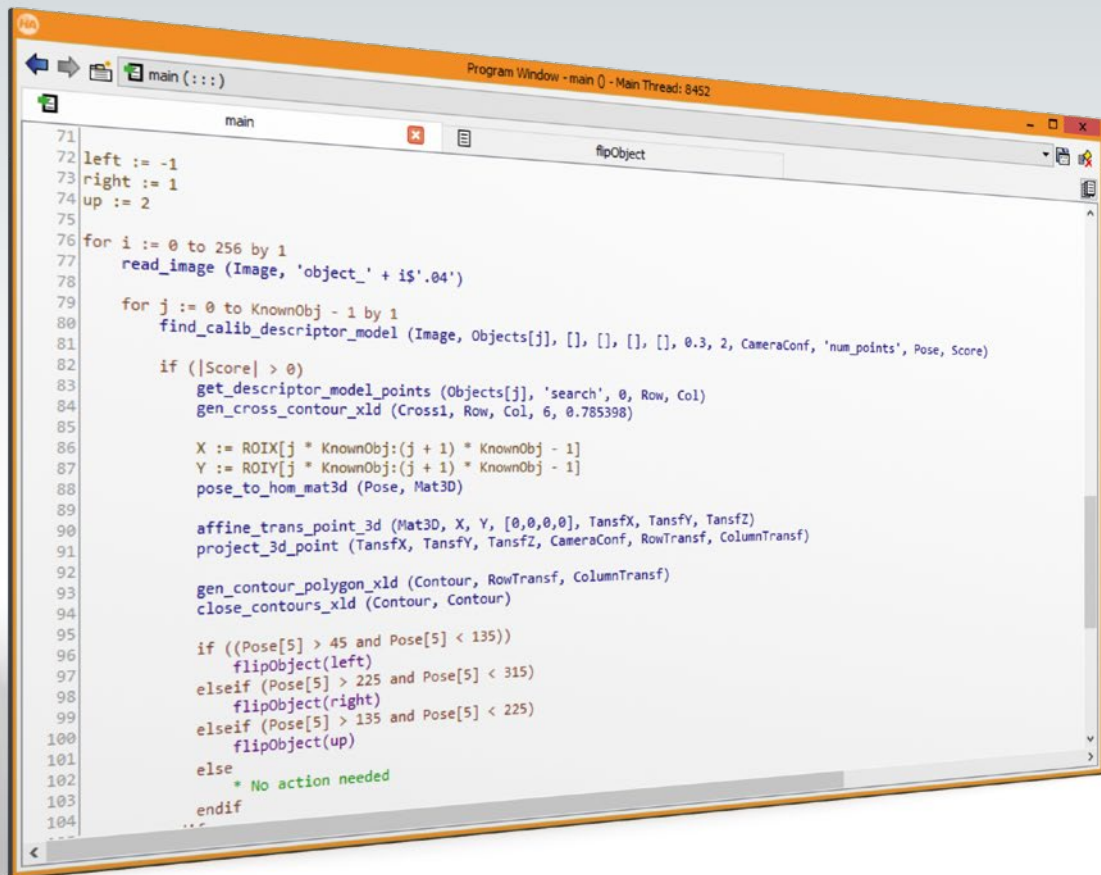 HA
Program Window - main () - Main Thread: 8452
main (:::)
main
flipObject
71
72 left := -1
73 right := 1
74 up := 2
75
76 for i := 0 to 256 by 1
77 read_image (Image, 'object_' + i$'.04')
78
79 for j := 0 to KnownObj - 1 by 1
80 find_calib_descriptor_model (Image, Objects[j], [], [], [], [], 0.3, 2, CameraConf, 'num_points', Pose, Score)
81
82 if (|Score| > 0)
83 get_descriptor_model_points (Objects[j], 'search', 0, Row, Col)
84 gen_cross_contour_xld (Cross1, Row, Col, 6, 0.785398)
85
86 X := ROIX[j * KnownObj:(j + 1) * KnownObj - 1]
87 Y := ROIY[j * KnownObj:(j + 1) * KnownObj - 1]
88 pose_to_hom_mat3d (Pose, Mat3D)
89
90 affine_trans_point_3d (Mat3D, X, Y, [0,0,0,0], TansfX, TansfY, TansfZ)
91 project_3d_point (TansfX, TansfY, TansfZ, CameraConf, RowTransf, ColumnTransf)
92
93 gen_contour_polygon_xld (Contour, RowTransf, ColumnTransf)
94 close_contours_xld (Contour, Contour)
95
96 if ((Pose[5] > 45 and Pose[5] < 135))
97 flipObject(left)
98 elseif (Pose[5] > 225 and Pose[5] < 315)
99 flipObject(right)
100 elseif (Pose[5] > 135 and Pose[5] < 225)
101 flipObject(up)
102 else
103 * No action needed
104 endif